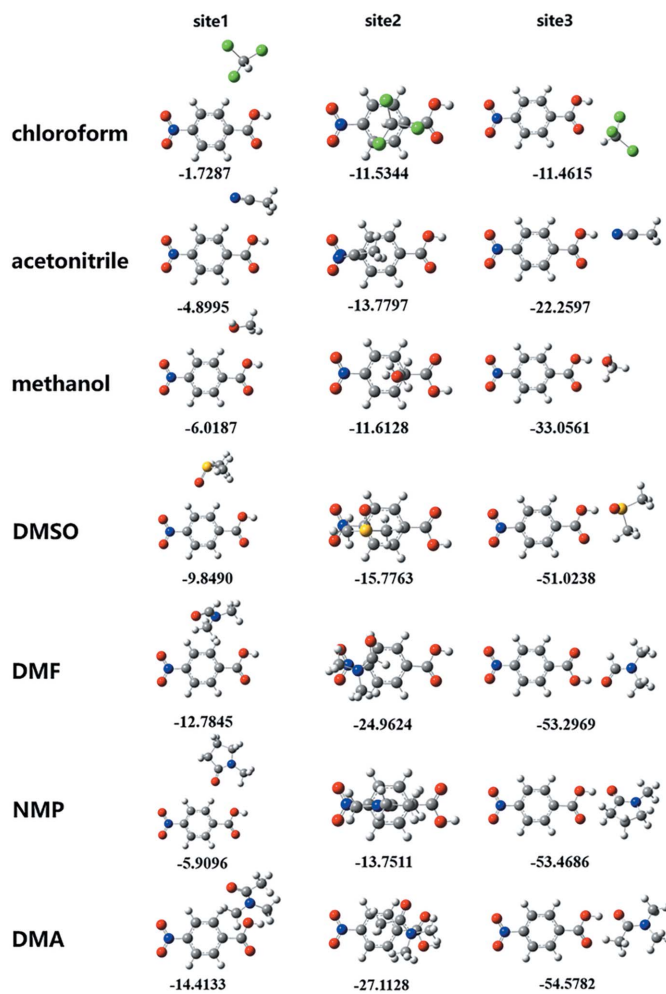 site1 site2 site3
chloroform
-1.7287 -11.5344 -11.4615
acetonitrile
-4.8995 -13.7797 -22.2597
methanol
-6.0187 -11.6128 -33.0561
DMSO
-9.8490 -15.7763 -51.0238
DMF
-12.7845 -24.9624 -53.2969
NMP
-5.9096 -13.7511 -53.4686
DMA
-14.4133 -27.1128 -54.5782